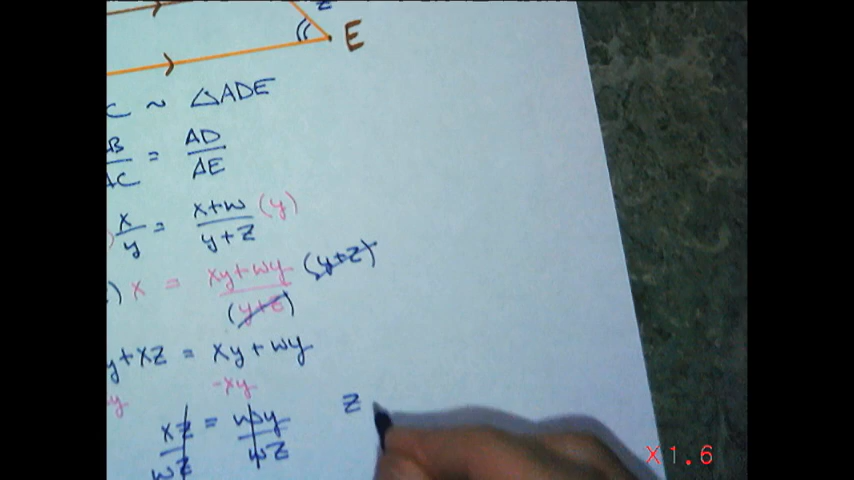 z
E
C ~ △ADE
B/AC = AD/AE
) x/y = x+w/y+z (y)
) x = xy+wy/(y+z) (y+z)
y+xz = xy+wy
y -xy
xz/wz = wy/wz z
X1.6